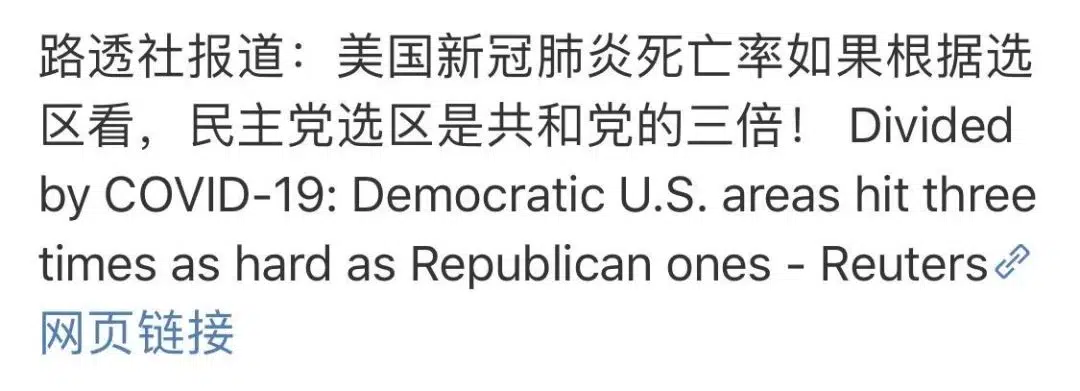 路透社报道：美国新冠肺炎死亡率如果根据选
区看，民主党选区是共和党的三倍！ Divided
by COVID-19: Democratic U.S. areas hit three
times as hard as Republican ones - Reuters
网页链接